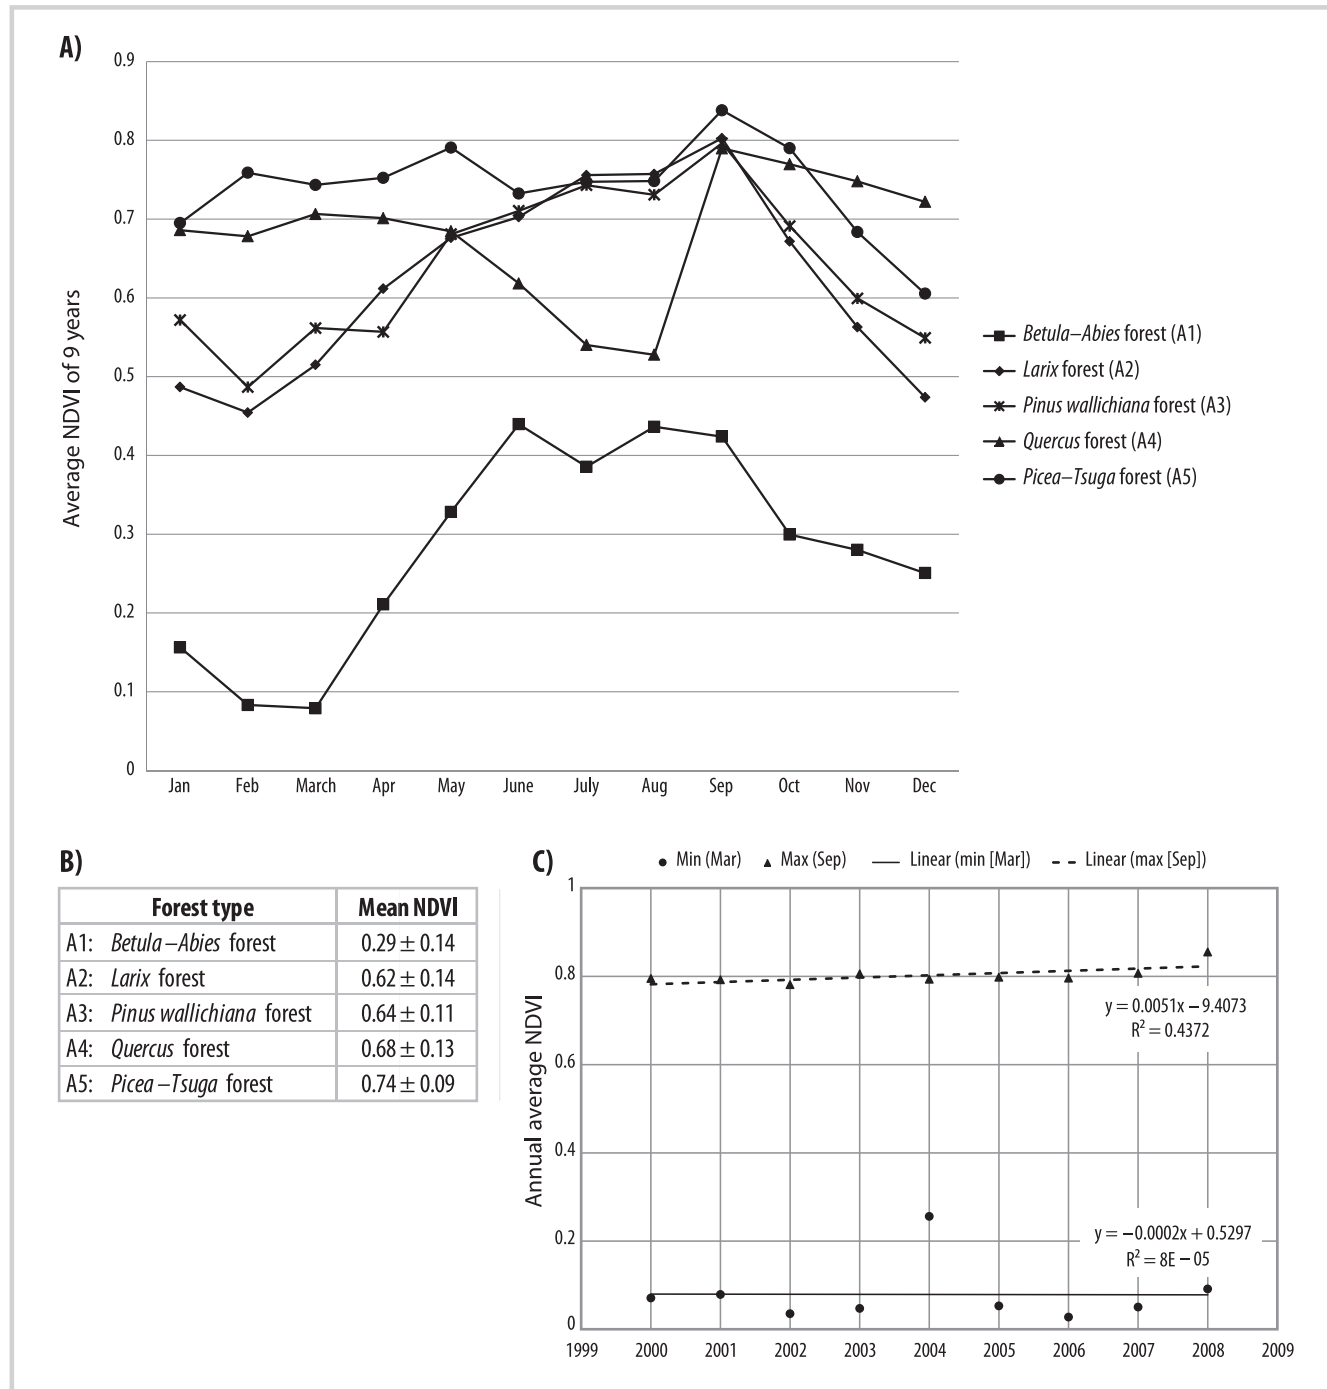 A)
0.9
0.8
0.7
0.6
0.5
0.4
0.3
0.2
0.1
0
Average NDVI of 9 years
Jan Feb March Apr May June July Aug Sep Oct Nov Dec
Betula–Abies forest (A1)
Larix forest (A2)
Pinus wallichiana forest (A3)
Quercus forest (A4)
Picea–Tsuga forest (A5)
B)
Forest type Mean NDVI
A1: Betula–Abies forest 0.29 ± 0.14
A2: Larix forest 0.62 ± 0.14
A3: Pinus wallichiana forest 0.64 ± 0.11
A4: Quercus forest 0.68 ± 0.13
A5: Picea–Tsuga forest 0.74 ± 0.09
C)
Min (Mar) Max (Sep) Linear (min [Mar]) Linear (max [Sep])
1
0.8
0.6
0.4
0.2
0
Annual average NDVI
y = 0.0051x – 9.4073
R² = 0.4372
y = –0.0002x + 0.5297
R² = 8E – 05
1999 2000 2001 2002 2003 2004 2005 2006 2007 2008 2009